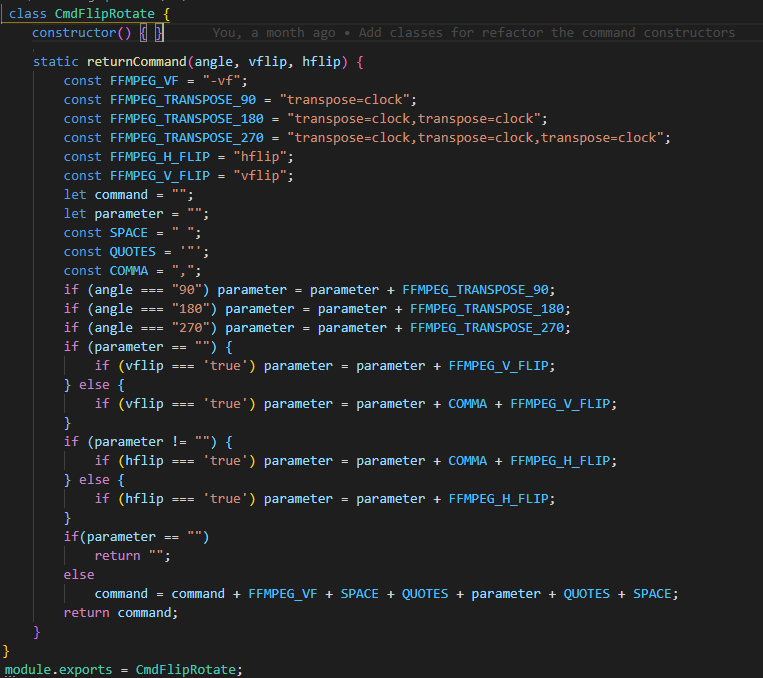 class CmdFlipRotate {
    constructor() { }      You, a month ago • Add classes for refactor the command constructors
    static returnCommand(angle, vflip, hflip) {
        const FFMPEG_VF = "-vf";
        const FFMPEG_TRANSPOSE_90 = "transpose=clock";
        const FFMPEG_TRANSPOSE_180 = "transpose=clock,transpose=clock";
        const FFMPEG_TRANSPOSE_270 = "transpose=clock,transpose=clock,transpose=clock";
        const FFMPEG_H_FLIP = "hflip";
        const FFMPEG_V_FLIP = "vflip";
        let command = "";
        let parameter = "";
        const SPACE = " ";
        const QUOTES = '"';
        const COMMA = ",";
        if (angle === "90") parameter = parameter + FFMPEG_TRANSPOSE_90;
        if (angle === "180") parameter = parameter + FFMPEG_TRANSPOSE_180;
        if (angle === "270") parameter = parameter + FFMPEG_TRANSPOSE_270;
        if (parameter == "") {
            if (vflip === 'true') parameter = parameter + FFMPEG_V_FLIP;
        } else {
            if (vflip === 'true') parameter = parameter + COMMA + FFMPEG_V_FLIP;
        }
        if (parameter != "") {
            if (hflip === 'true') parameter = parameter + COMMA + FFMPEG_H_FLIP;
        } else {
            if (hflip === 'true') parameter = parameter + FFMPEG_H_FLIP;
        }
        if(parameter == "")
            return "";
        else
            command = command + FFMPEG_VF + SPACE + QUOTES + parameter + QUOTES + SPACE;
        return command;
    }
}
module.exports = CmdFlipRotate;